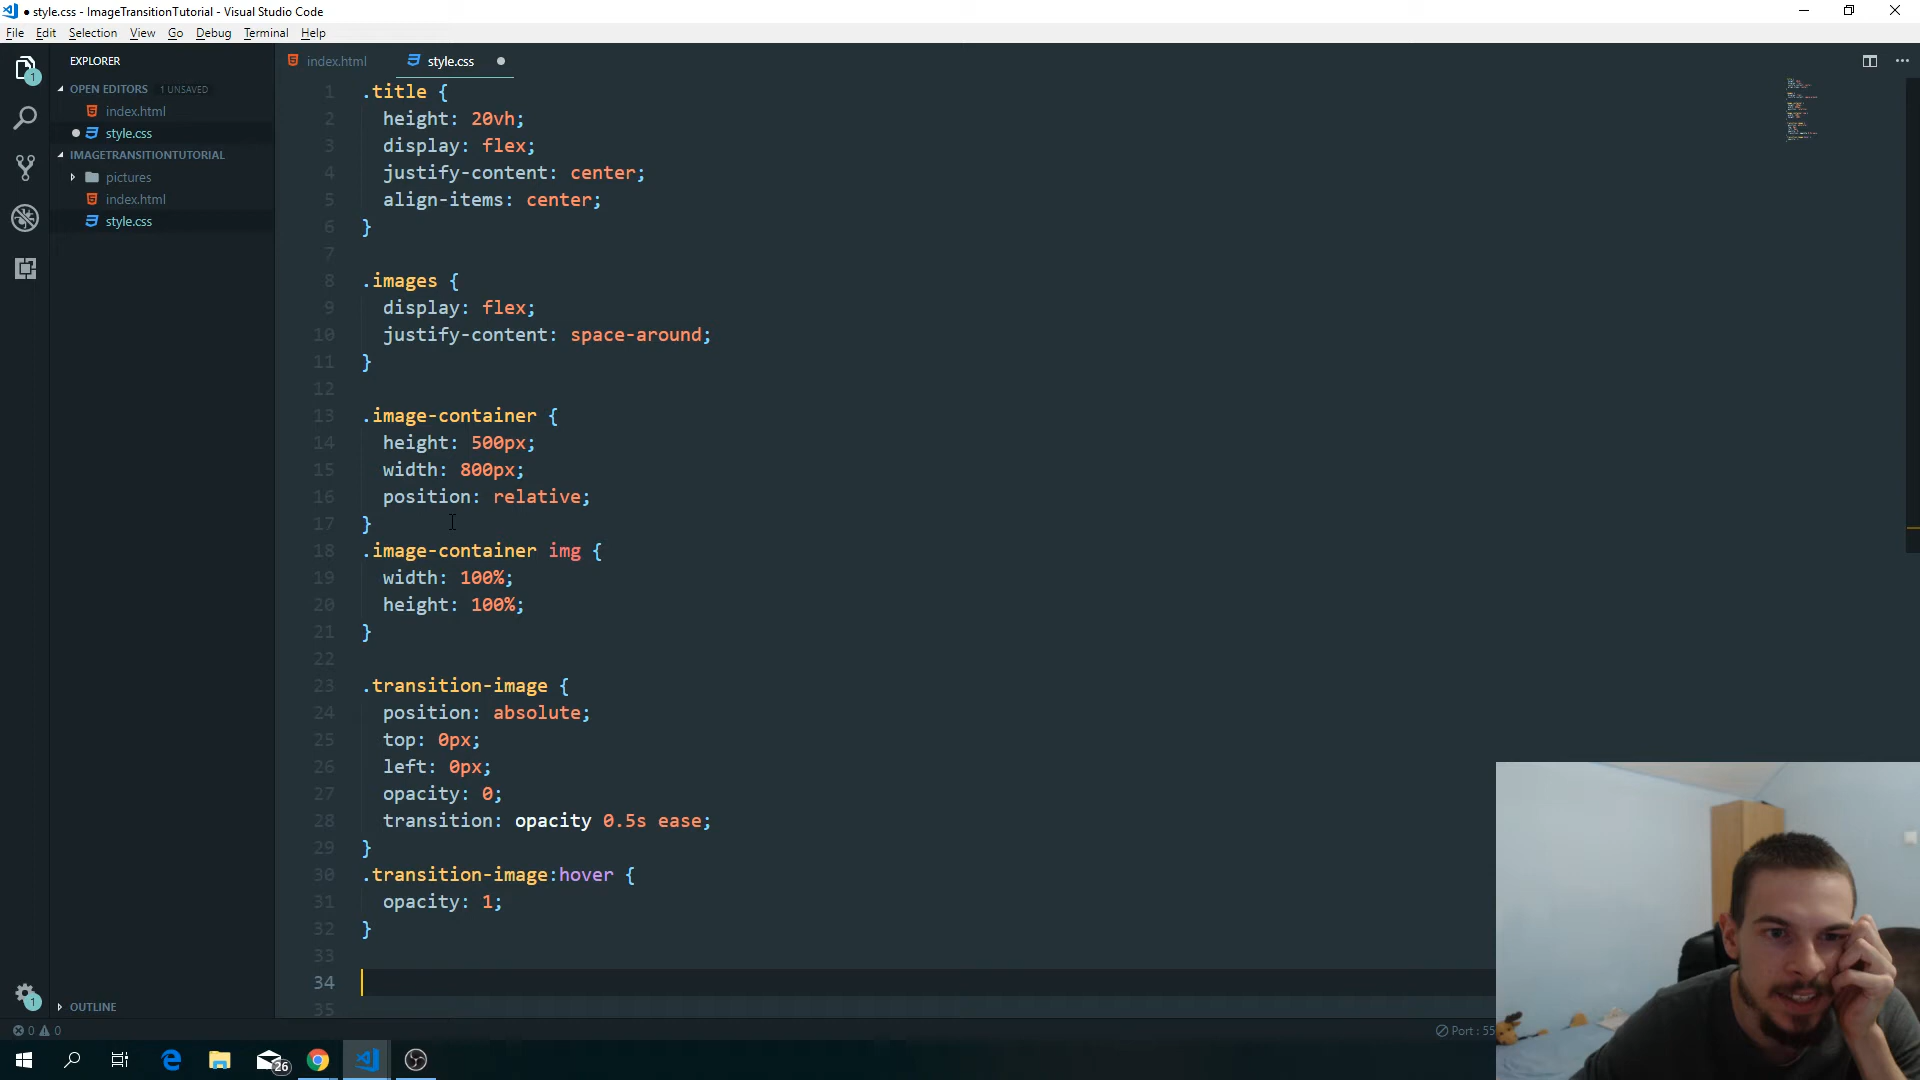 ● style.css - ImageTransitionTutorial - Visual Studio Code
File Edit Selection View Go Debug Terminal Help
EXPLORER
OPEN EDITORS 1 UNSAVED
index.html
style.css
IMAGETRANSITIONTUTORIAL
pictures
index.html
style.css
OUTLINE
1
1
index.html style.css ●
1 .title {
2 height: 20vh;
3 display: flex;
4 justify-content: center;
5 align-items: center;
6 }
7
8 .images {
9 display: flex;
10 justify-content: space-around;
11 }
12
13 .image-container {
14 height: 500px;
15 width: 800px;
16 position: relative;
17 }
18 .image-container img {
19 width: 100%;
20 height: 100%;
21 }
22
23 .transition-image {
24 position: absolute;
25 top: 0px;
26 left: 0px;
27 opacity: 0;
28 transition: opacity 0.5s ease;
29 }
30 .transition-image:hover {
31 opacity: 1;
32 }
33
34
35
0 0
Port : 55
26